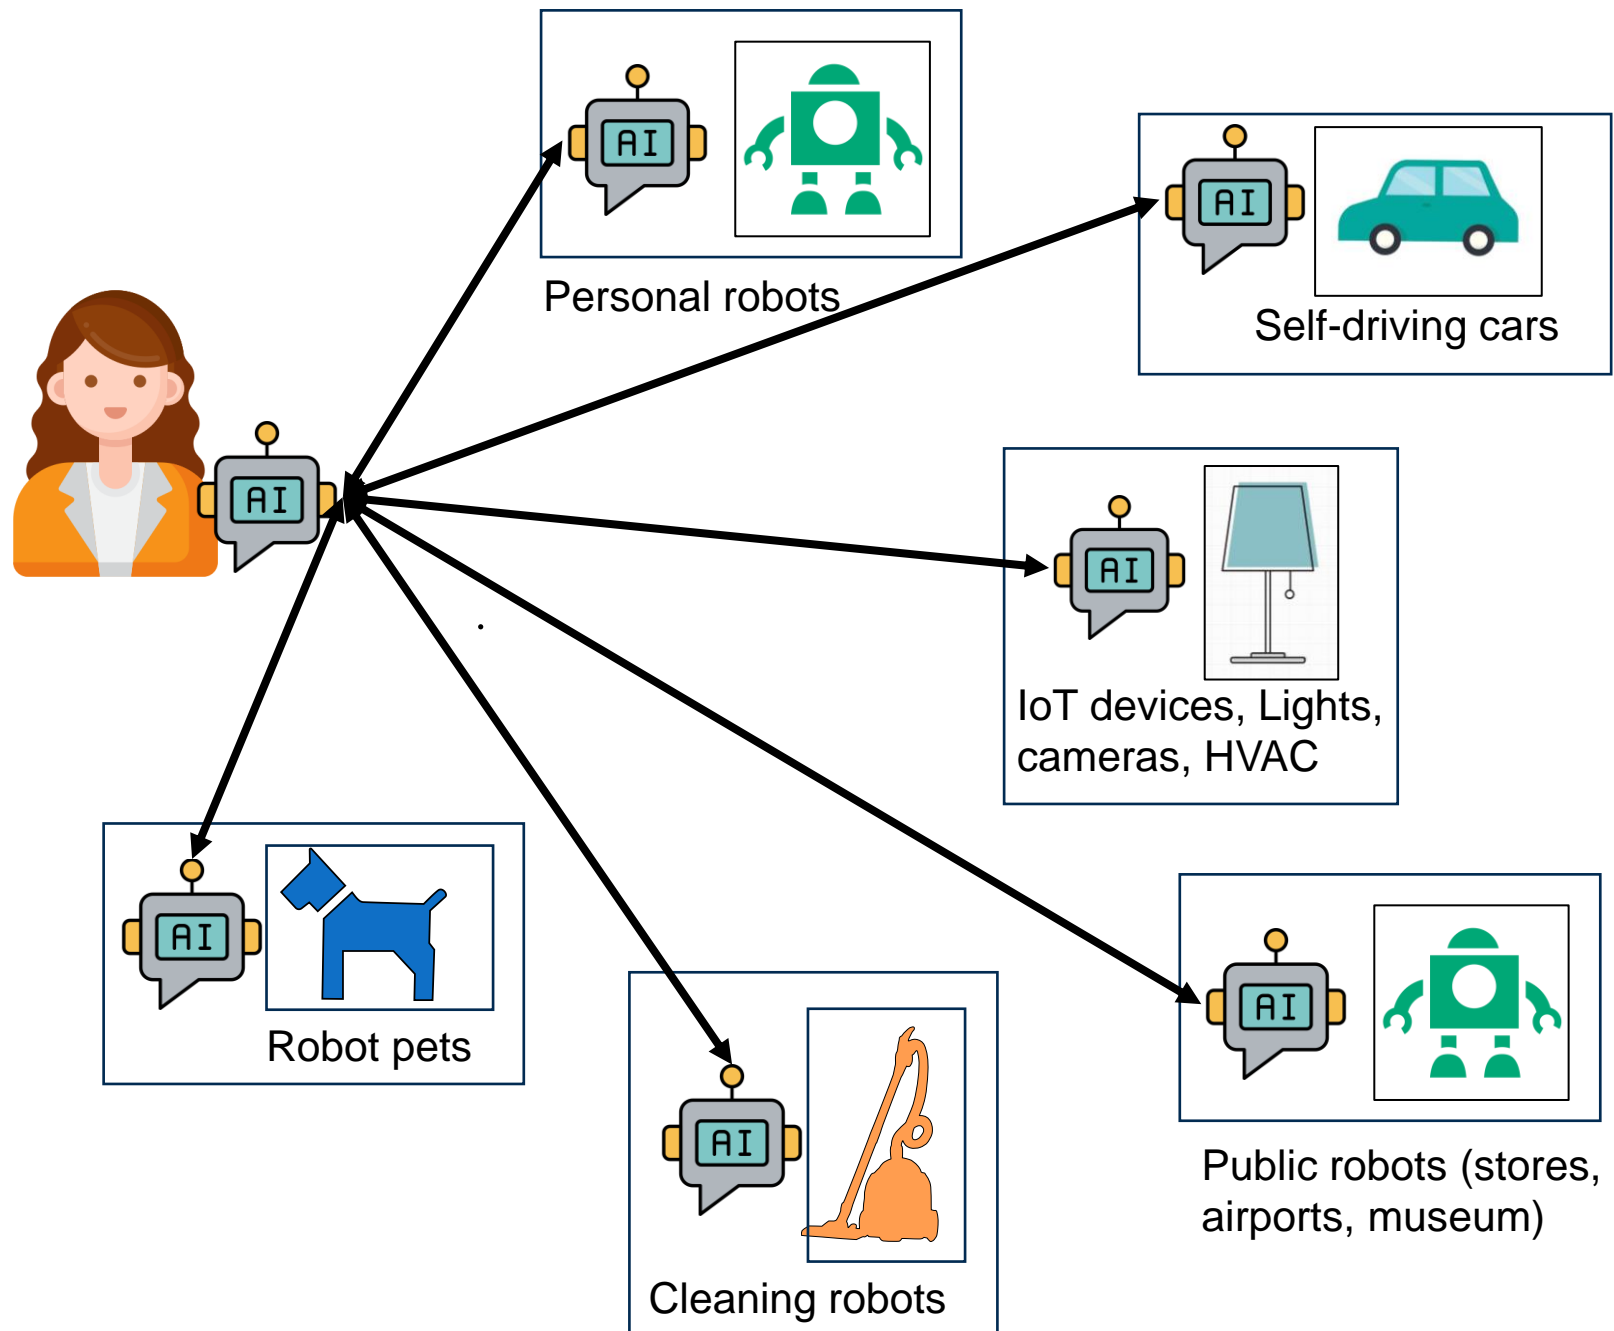 AI
Personal robots
AI
Self-driving cars
AI
AI
IoT devices, Lights,
cameras, HVAC
AI
Robot pets
AI
Public robots (stores,
airports, museum)
AI
Cleaning robots